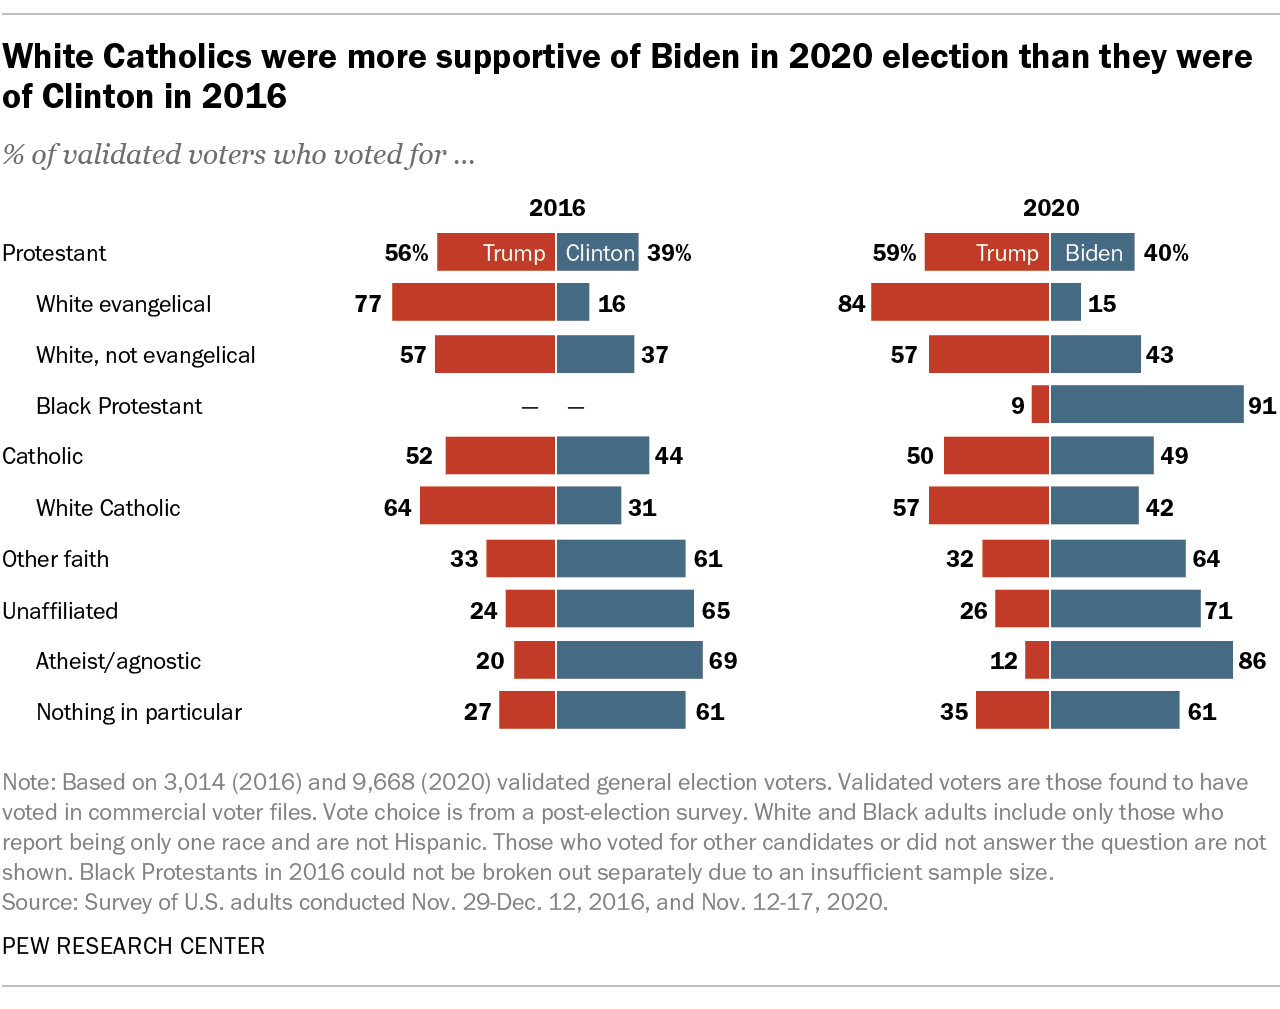 White Catholics were more supportive of Biden in 2020 election than they were
of Clinton in 2016
% of validated voters who voted for ...
2016 2020
Protestant 56% Trump Clinton 39% 59% Trump Biden 40%
White evangelical 77 16 84 15
White, not evangelical 57 37 57 43
Black Protestant — — 9 91
Catholic 52 44 50 49
White Catholic 64 31 57 42
Other faith 33 61 32 64
Unaffiliated 24 65 26 71
Atheist/agnostic 20 69 12 86
Nothing in particular 27 61 35 61
Note: Based on 3,014 (2016) and 9,668 (2020) validated general election voters. Validated voters are those found to have
voted in commercial voter files. Vote choice is from a post-election survey. White and Black adults include only those who
report being only one race and are not Hispanic. Those who voted for other candidates or did not answer the question are not
shown. Black Protestants in 2016 could not be broken out separately due to an insufficient sample size.
Source: Survey of U.S. adults conducted Nov. 29-Dec. 12, 2016, and Nov. 12-17, 2020.
PEW RESEARCH CENTER